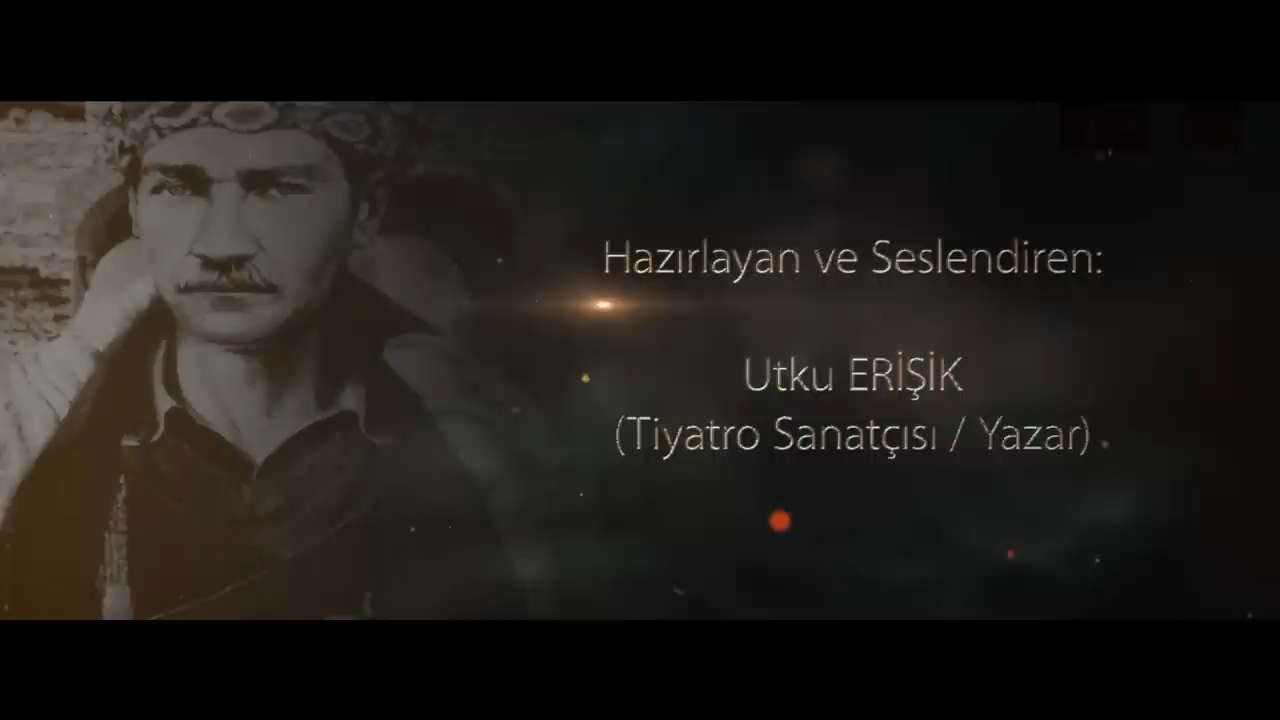 Hazırlayan ve Seslendiren:
Utku ERİŞİK
(Tiyatro Sanatçısı / Yazar)